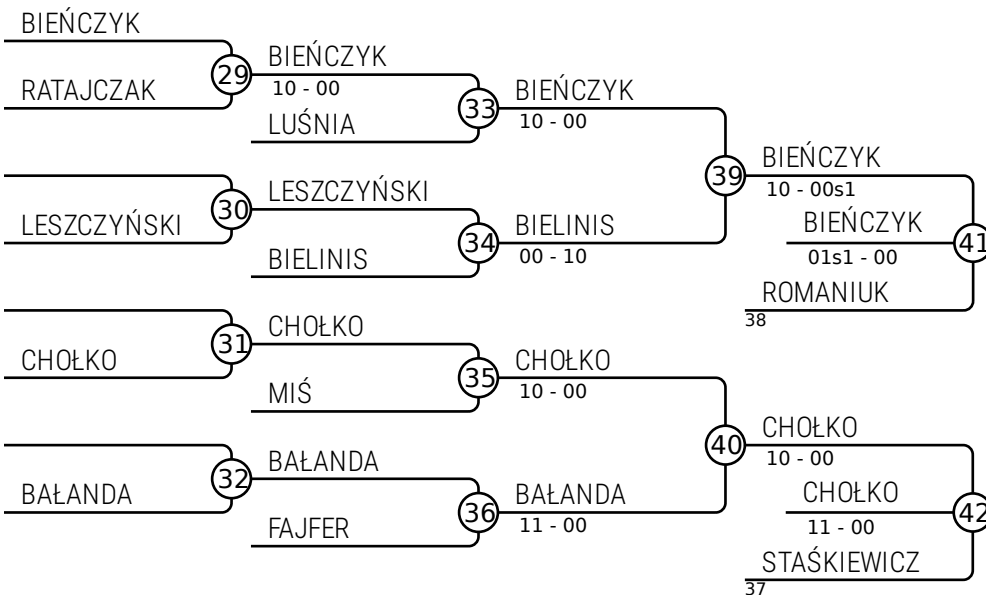 BIEŃCZYK
29
RATAJCZAK
BIEŃCZYK
10 - 00
33
LUŚNIA
BIEŃCZYK
10 - 00
39
30
LESZCZYŃSKI
LESZCZYŃSKI
34
BIELINIS
BIELINIS
00 - 10
BIEŃCZYK
10 - 00s1
BIEŃCZYK
01s1 - 00
41
ROMANIUK
38
31
CHOŁKO
CHOŁKO
35
MIŚ
CHOŁKO
10 - 00
40
32
BAŁANDA
BAŁANDA
36
FAJFER
BAŁANDA
11 - 00
CHOŁKO
10 - 00
CHOŁKO
11 - 00
42
STAŚKIEWICZ
37